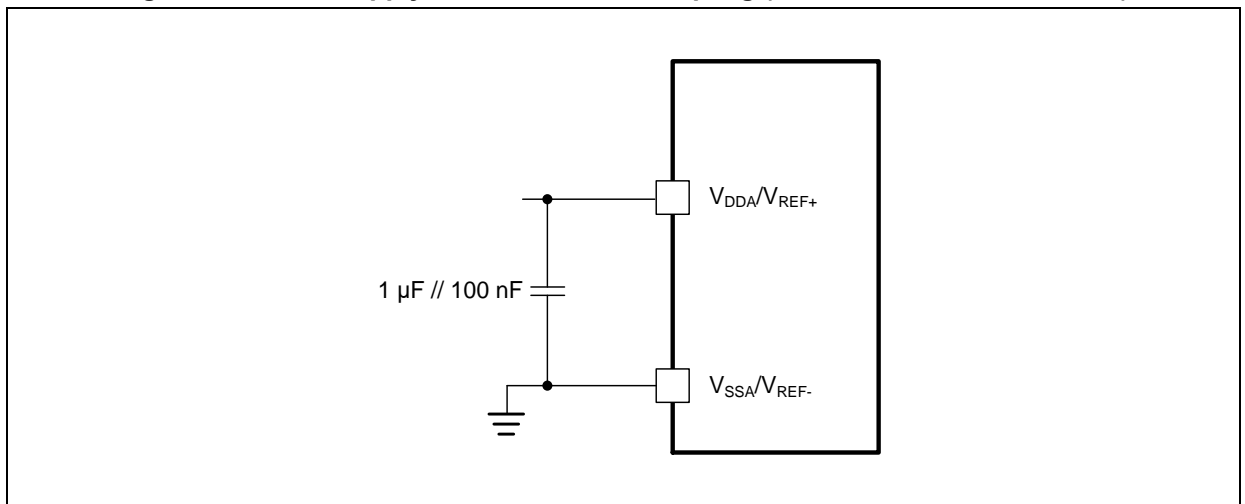 V_DDA/V_REF+
1 µF // 100 nF
V_SSA/V_REF-